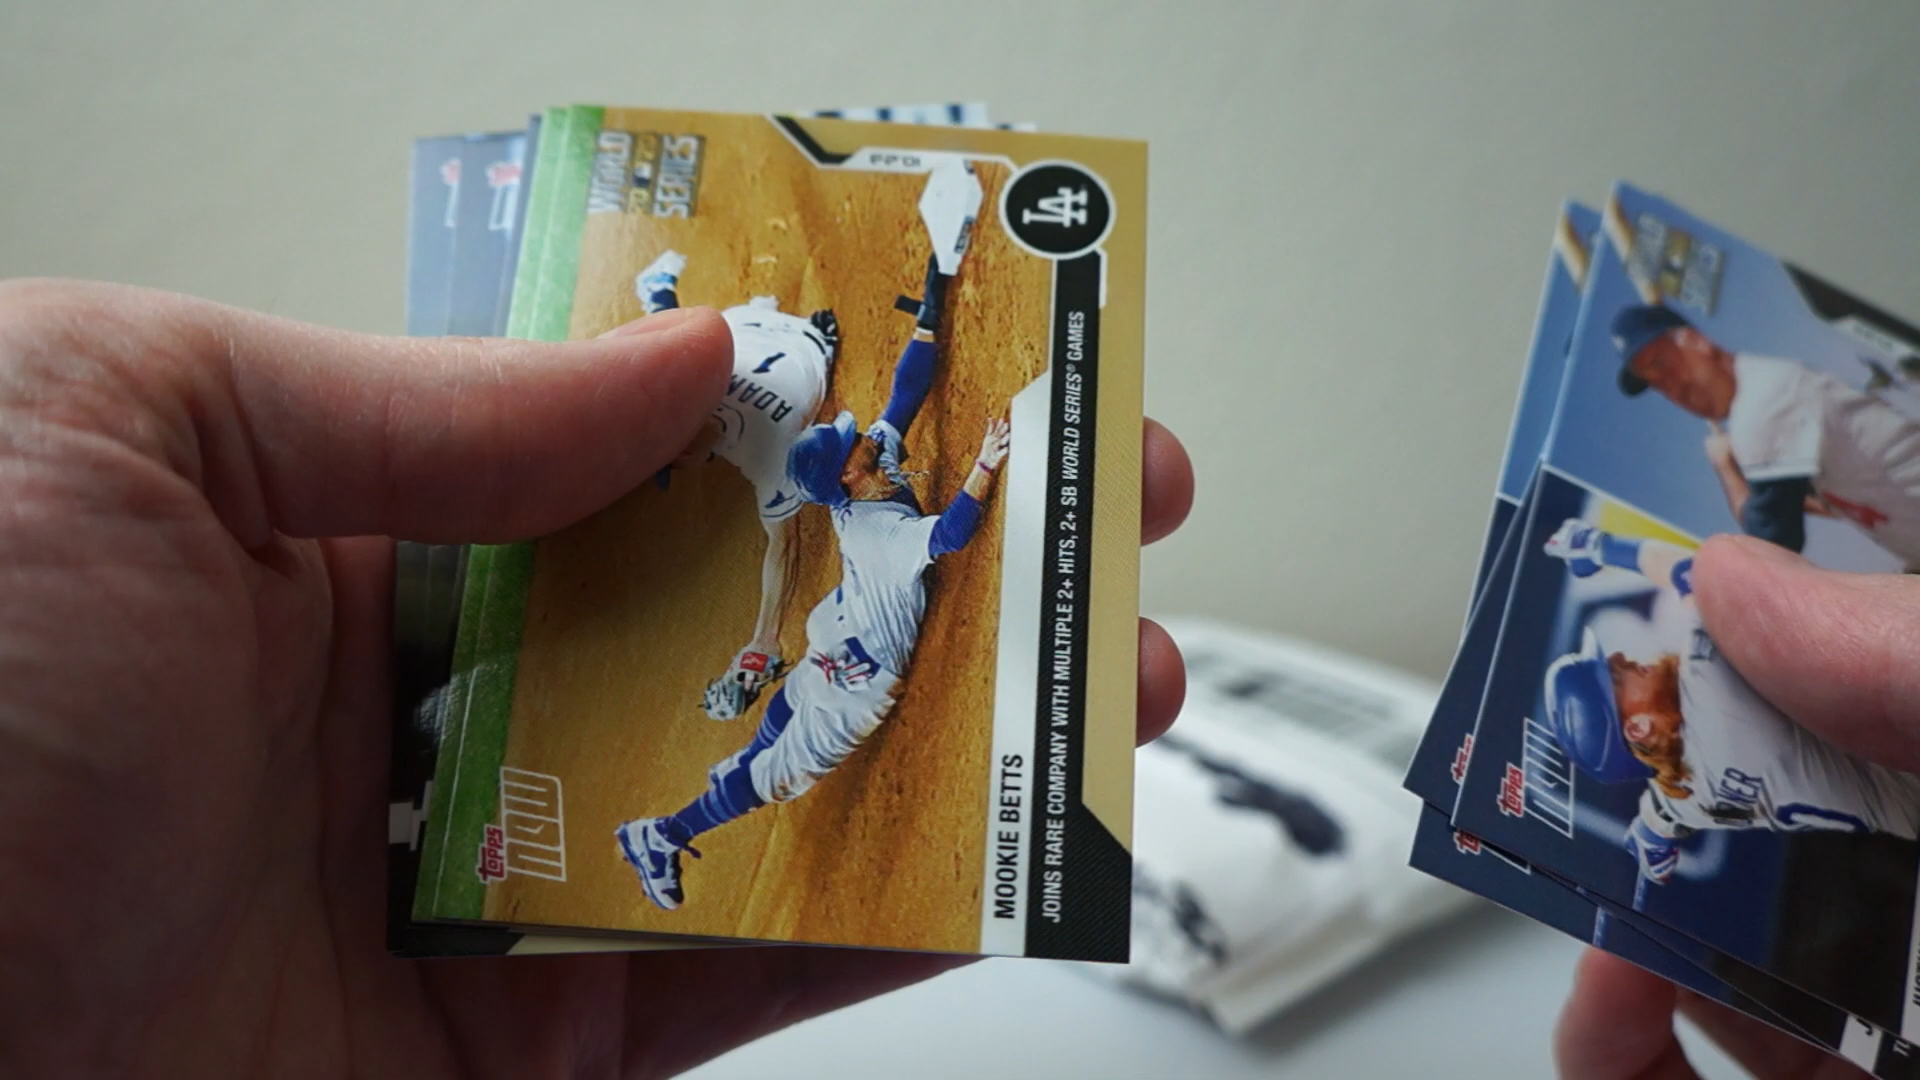 WORLD
SERIES
LA
ADAM
1
MOOKIE BETTS
JOINS RARE COMPANY WITH MULTIPLE 2+ HITS, 2+ SB WORLD SERIES® GAMES
TOPPS
NOW
TOPPS
NOW